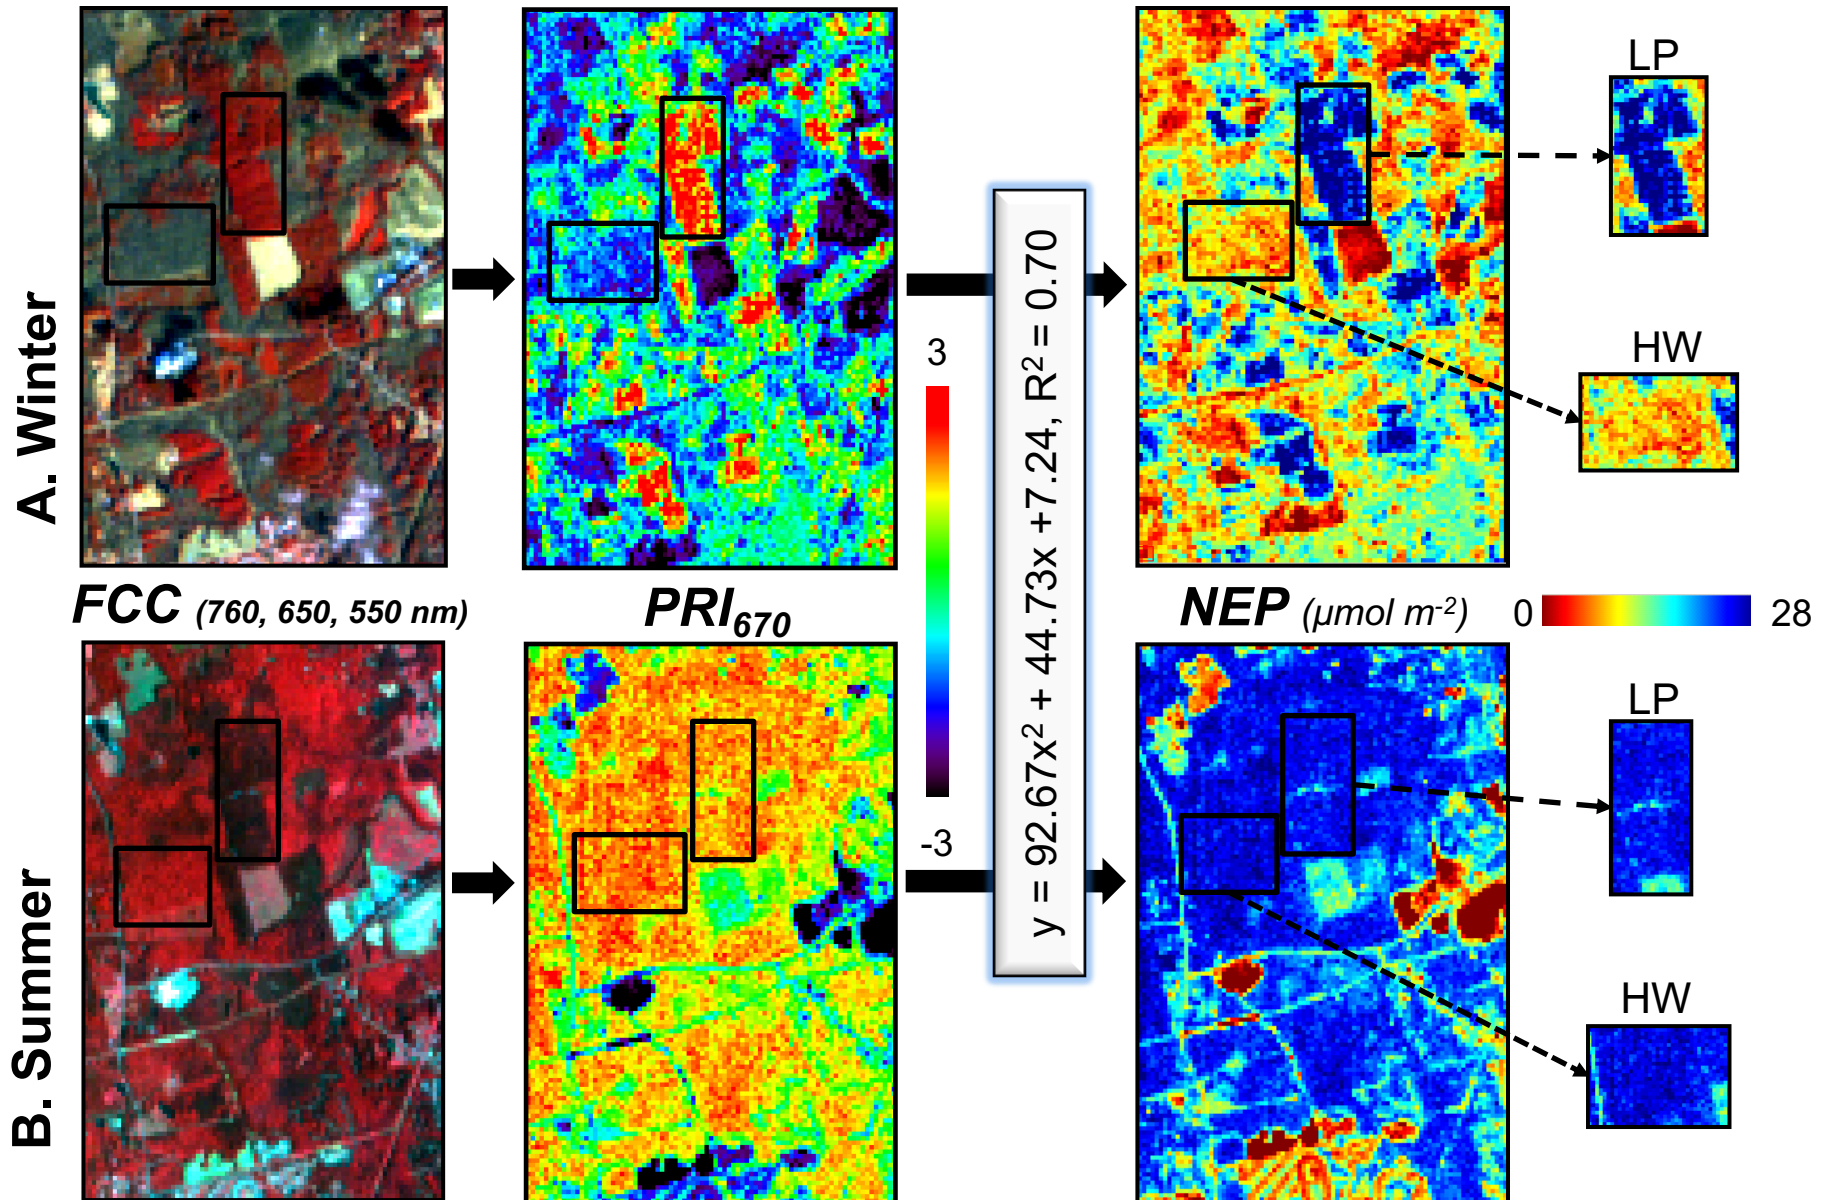 A. Winter
LP
HW
3
-3
y = 92.67x² + 44.73x +7.24, R² = 0.70
FCC (760, 650, 550 nm)
PRI₆₇₀
NEP (μmol m⁻²)
0
28
B. Summer
LP
HW